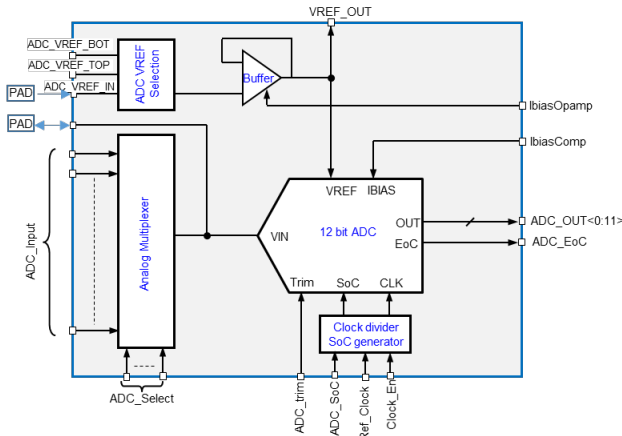 VREF_OUT
ADC_VREF_BOT
ADC_VREF_TOP
ADC_VREF_IN
PAD
PAD
ADC VREF
Selection
Buffer
IbiasOpamp
IbiasComp
VREF IBIAS
OUT
EoC
ADC_OUT<0:11>
ADC_EoC
VIN
12 bit ADC
Trim SoC CLK
Analog Multiplexer
ADC_Input
Clock divider
SoC generator
ADC_Select
ADC_trim
ADC_SoC
Ref_Clock
Clock_En